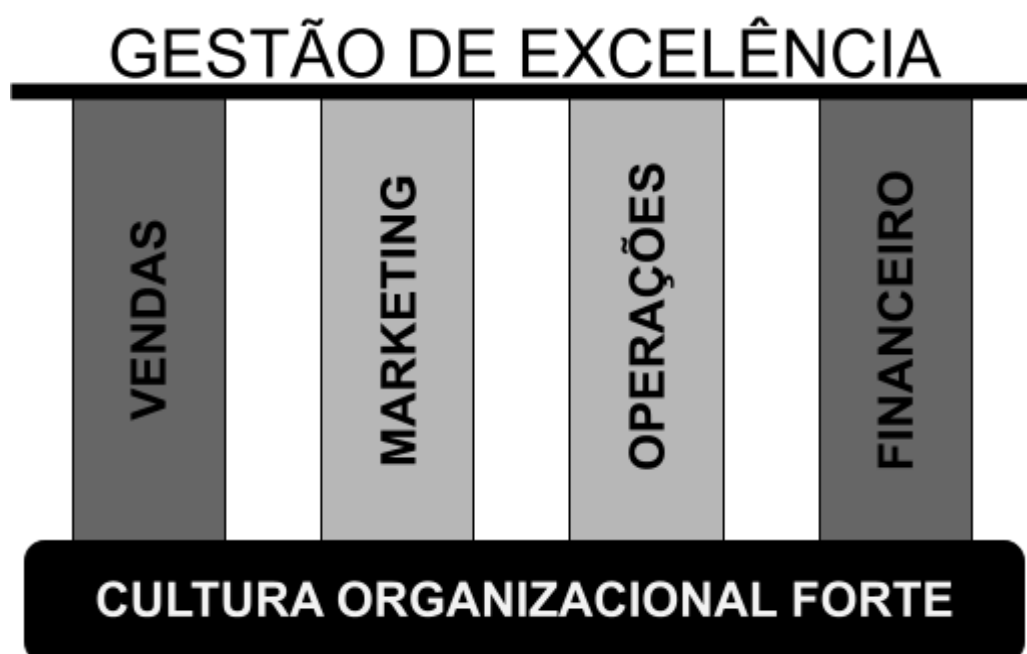 GESTÃO DE EXCELÊNCIA
VENDAS
MARKETING
OPERAÇÕES
FINANCEIRO
CULTURA ORGANIZACIONAL FORTE